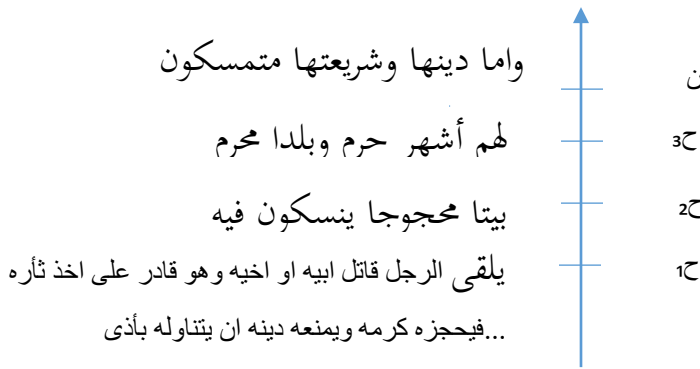 واما دينها وشريعتها متمسكون
ن
لهم أشهر حرم وبلدا محرم
ح3
بيتا محجوجا ينسكون فيه
ح2
يلقى الرجل قاتل ابيه او اخيه وهو قادر على اخذ ثأره
ح1
...فيحجزه كرمه ويمنعه دينه ان يتناوله بأذى